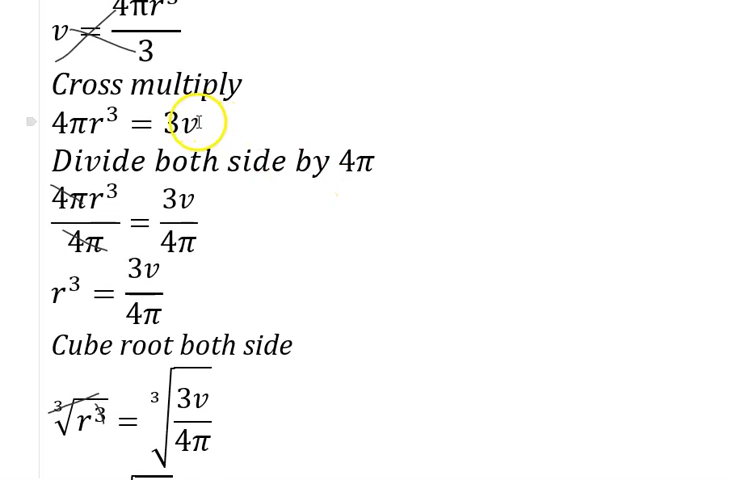 v = 4πr³/3
Cross multiply
4πr³ = 3v
Divide both side by 4π
4πr³/4π = 3v/4π
r³ = 3v/4π
Cube root both side
∛r³ = ∛(3v/4π)